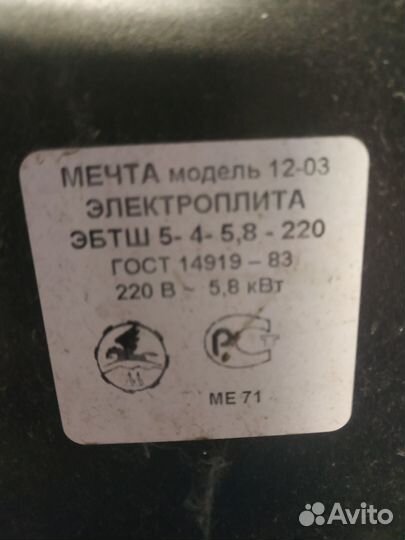 МЕЧТА модель 12-03
ЭЛЕКТРОПЛИТА
ЭБТШ 5- 4- 5,8 - 220
ГОСТ 14919 – 83
220 В ~ 5,8 кВт
М
РСТ
МЕ 71
Avito